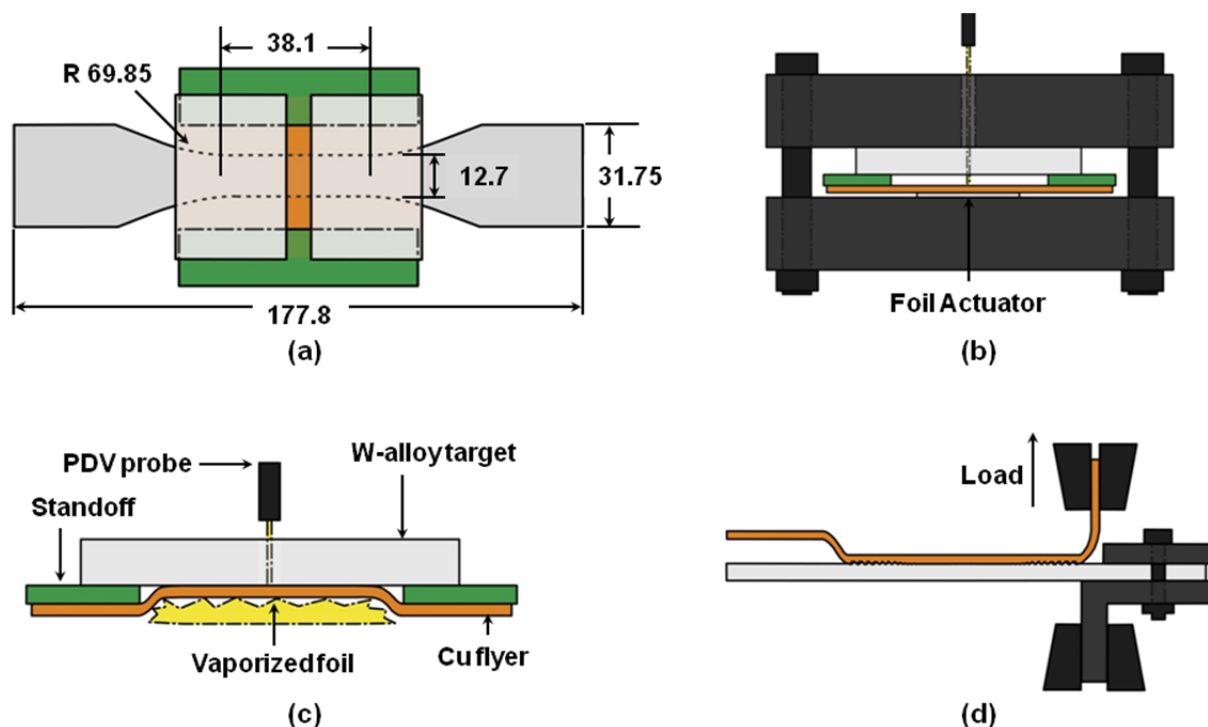 38.1
R 69.85
12.7
31.75
177.8
(a)
Foil Actuator
(b)
PDV probe
W-alloy target
Standoff
Vaporized foil
Cu flyer
(c)
Load
(d)